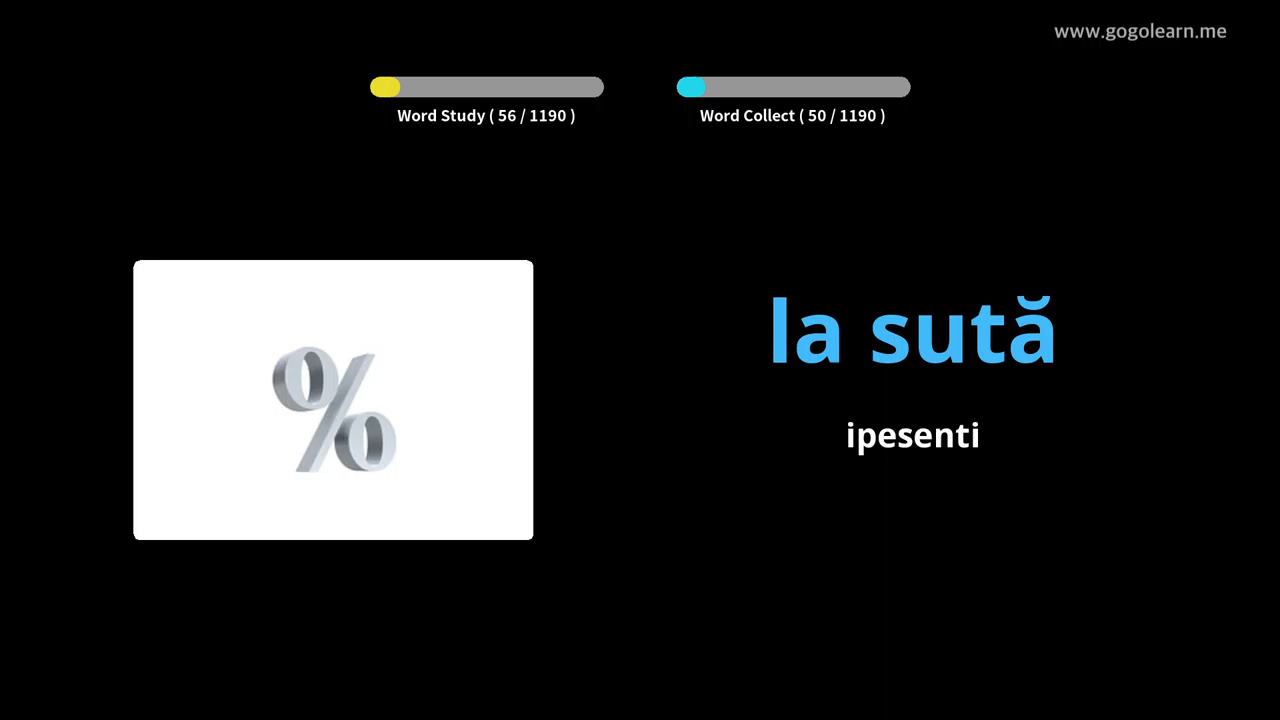 www.gogolearn.me
Word Study ( 56 / 1190 )
Word Collect ( 50 / 1190 )
%
la sută
ipesenti